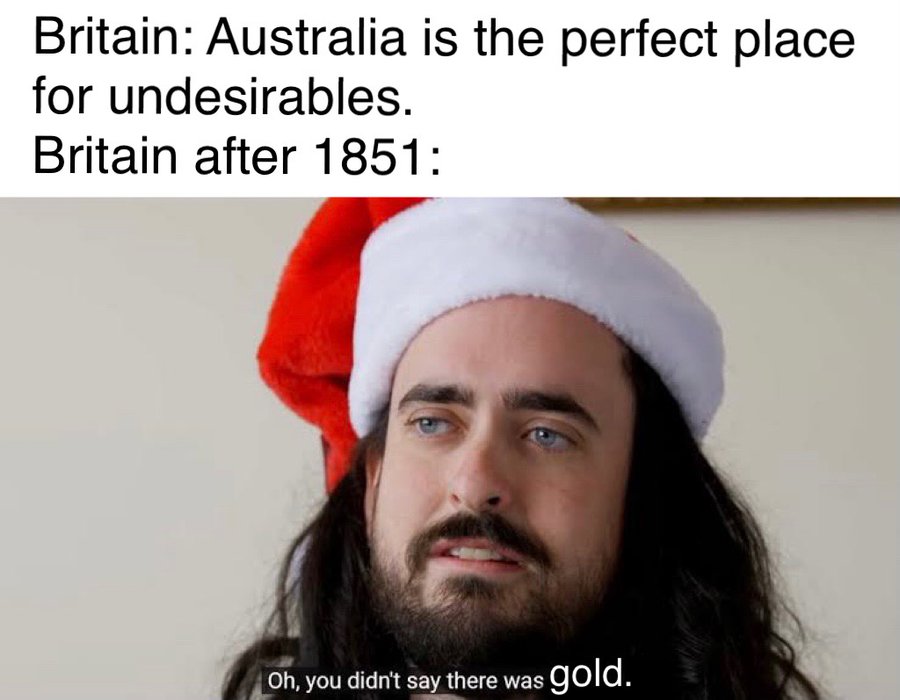 Britain: Australia is the perfect place
for undesirables.
Britain after 1851:
Oh, you didn't say there was gold.